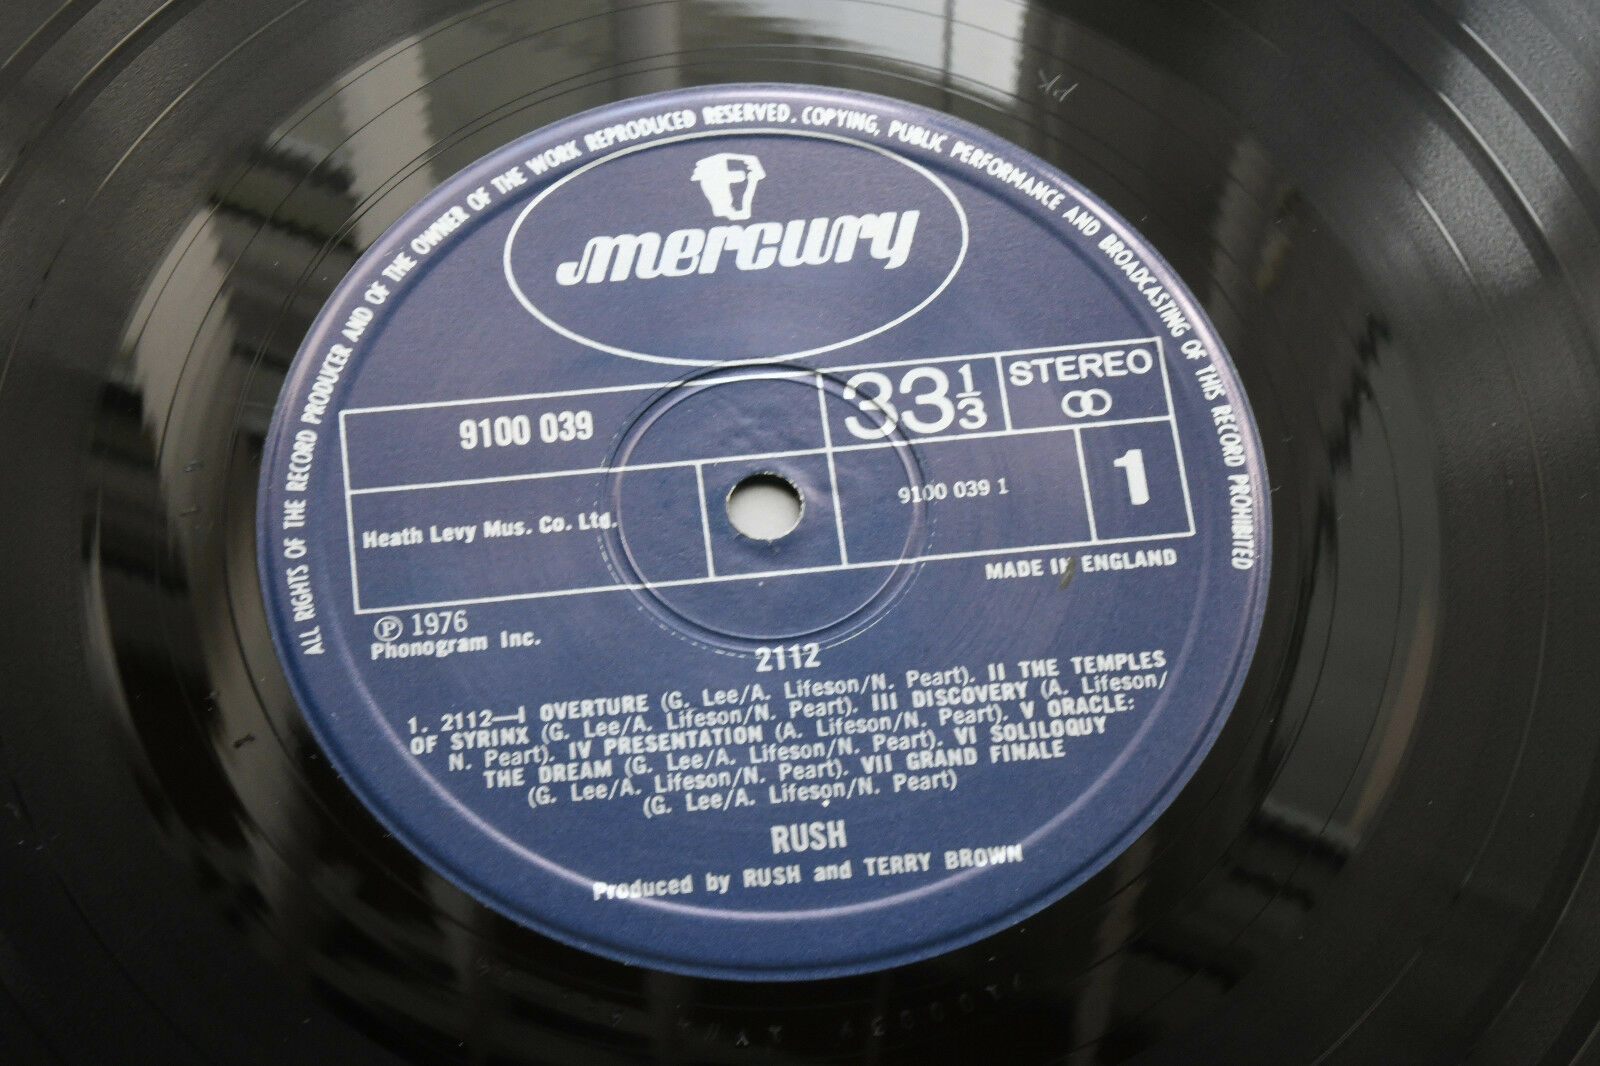 ALL RIGHTS OF THE RECORD PRODUCER AND OF THE OWNER OF THE WORK REPRODUCED RESERVED. COPYING, PUBLIC PERFORMANCE AND BROADCASTING OF THIS RECORD PROHIBITED
mercury
9100 039
33 1/3
STEREO
Heath Levy Mus. Co. Ltd.
9100 039 1
1
MADE IN ENGLAND
Ⓟ 1976
Phonogram Inc.
2112
1. 2112—I OVERTURE (G. Lee/A. Lifeson/N. Peart). II THE TEMPLES
OF SYRINX (G. Lee/A. Lifeson/N. Peart). III DISCOVERY (A. Lifeson/
N. Peart). IV PRESENTATION (A. Lifeson/N. Peart). V ORACLE:
THE DREAM (G. Lee/A. Lifeson/N. Peart). VI SOLILOQUY
(G. Lee/A. Lifeson/N. Peart). VII GRAND FINALE
(G. Lee/A. Lifeson/N. Peart)
RUSH
Produced by RUSH and TERRY BROWN